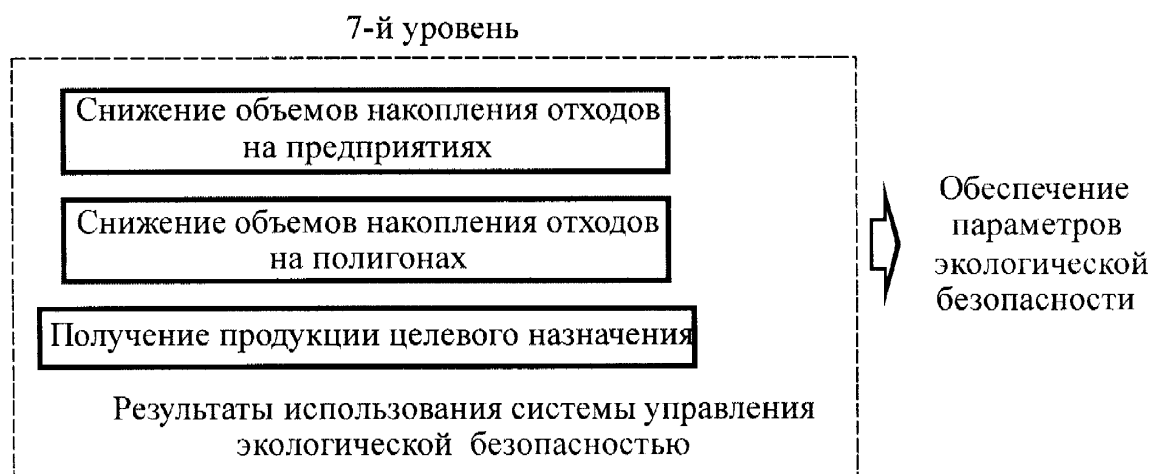 7-й уровень
Снижение объемов накопления отходов
на предприятиях
Снижение объемов накопления отходов
на полигонах
Получение продукции целевого назначения
Результаты использования системы управления
экологической безопасностью
Обеспечение
параметров
экологической
безопасности